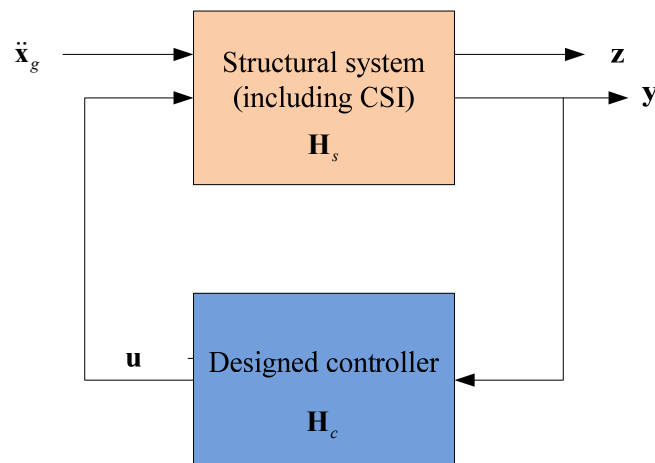 ẍg
z
Structural system
(including CSI)
y
Hs
u
Designed controller
Hc